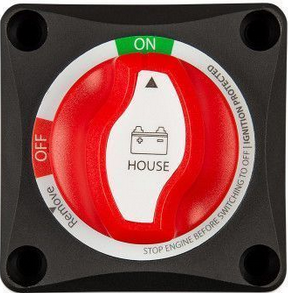 ON
OFF
HOUSE
Remove
STOP ENGINE BEFORE SWITCHING TO OFF | IGNITION PROTECTED